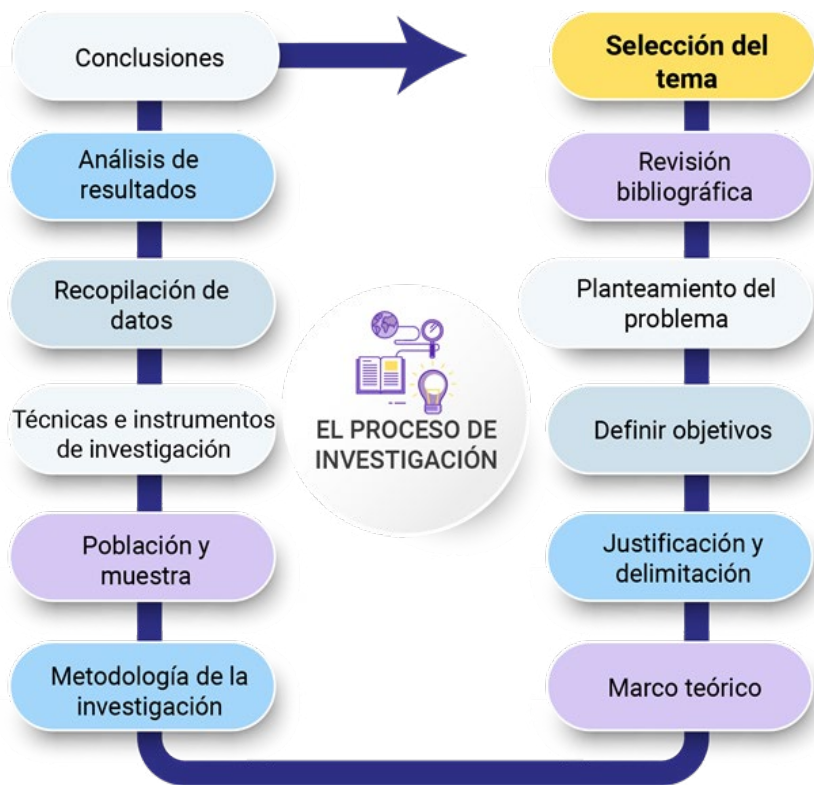 Selección del
tema
Revisión
bibliográfica
Planteamiento del
problema
Definir objetivos
Justificación y
delimitación
Marco teórico
Metodología de la
investigación
Población y
muestra
Técnicas e instrumentos
de investigación
Recopilación de
datos
Análisis de
resultados
Conclusiones
EL PROCESO DE
INVESTIGACIÓN